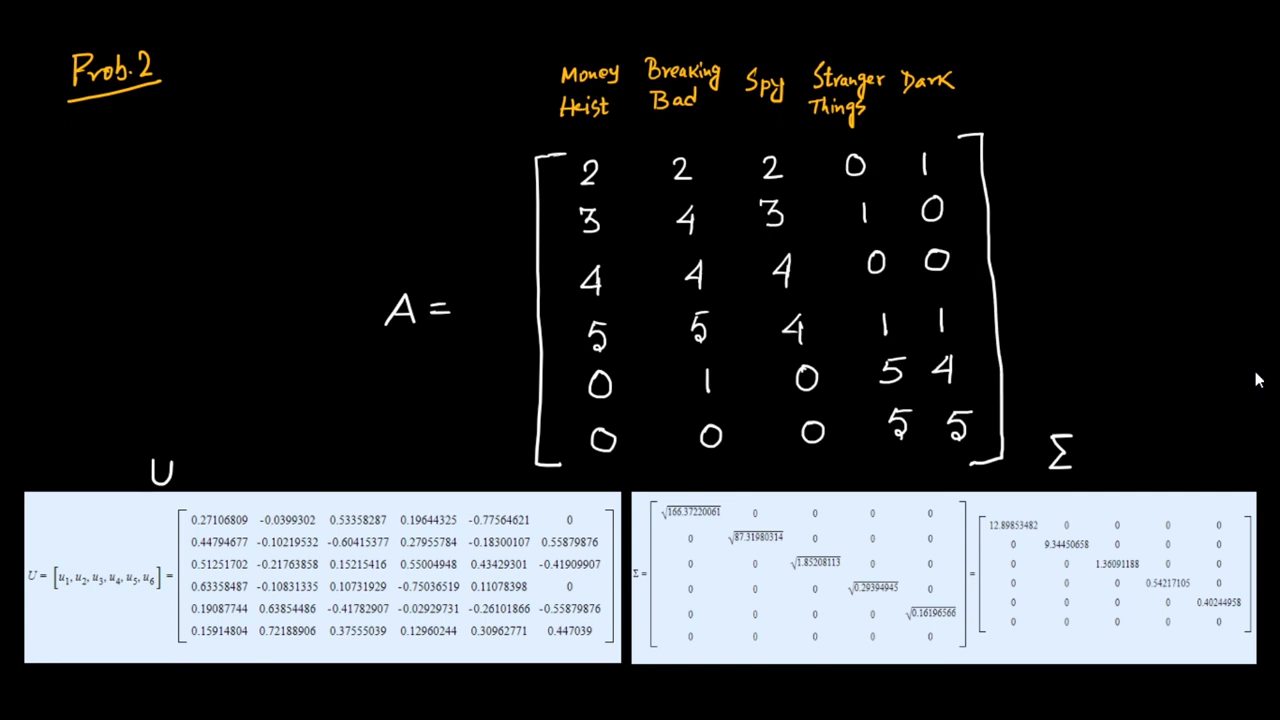 Prob.2
Money Breaking Spy Stranger Dark
Heist Bad Things
2 2 2 0 1
3 4 3 1 0
4 4 4 0 0
A =
5 5 4 1 1
0 1 0 5 4
0 0 0 5 5
U
Σ
0.27106809 -0.0399302 0.53358287 0.19644325 -0.77564621 0
0.44794677 -0.10219532 -0.60415377 0.27955784 -0.18300107 0.55879876
0.51251702 -0.21763858 0.15215416 0.55004948 0.43429301 -0.41909907
U = [u₁, u₂, u₃, u₄, u₅, u₆] =
0.63358487 -0.10831335 0.10731929 -0.75036519 0.11078398 0
0.19087744 0.63854486 -0.41782907 -0.02929731 -0.26101866 -0.55879876
0.15914804 0.72188906 0.37555039 0.12960244 0.30962771 0.447039
√166.37220061 0 0 0 0
0 √87.31980314 0 0 0
0 0 √1.85208113 0 0
Σ =
0 0 0 √0.29394945 0
0 0 0 0 √0.16196566
0 0 0 0 0
=
12.89853482 0 0 0 0
0 9.34450658 0 0 0
0 0 1.36091188 0 0
0 0 0 0.54217105 0
0 0 0 0 0.40244958
0 0 0 0 0